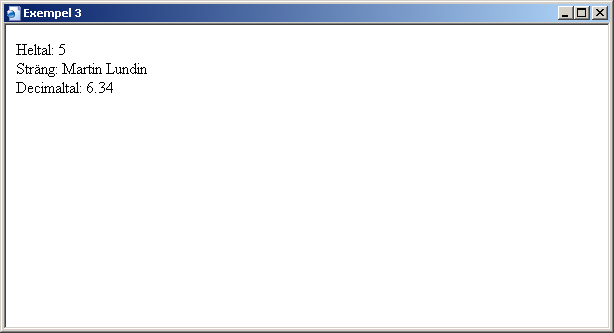 Exempel 3
Heltal: 5
Sträng: Martin Lundin
Decimaltal: 6.34